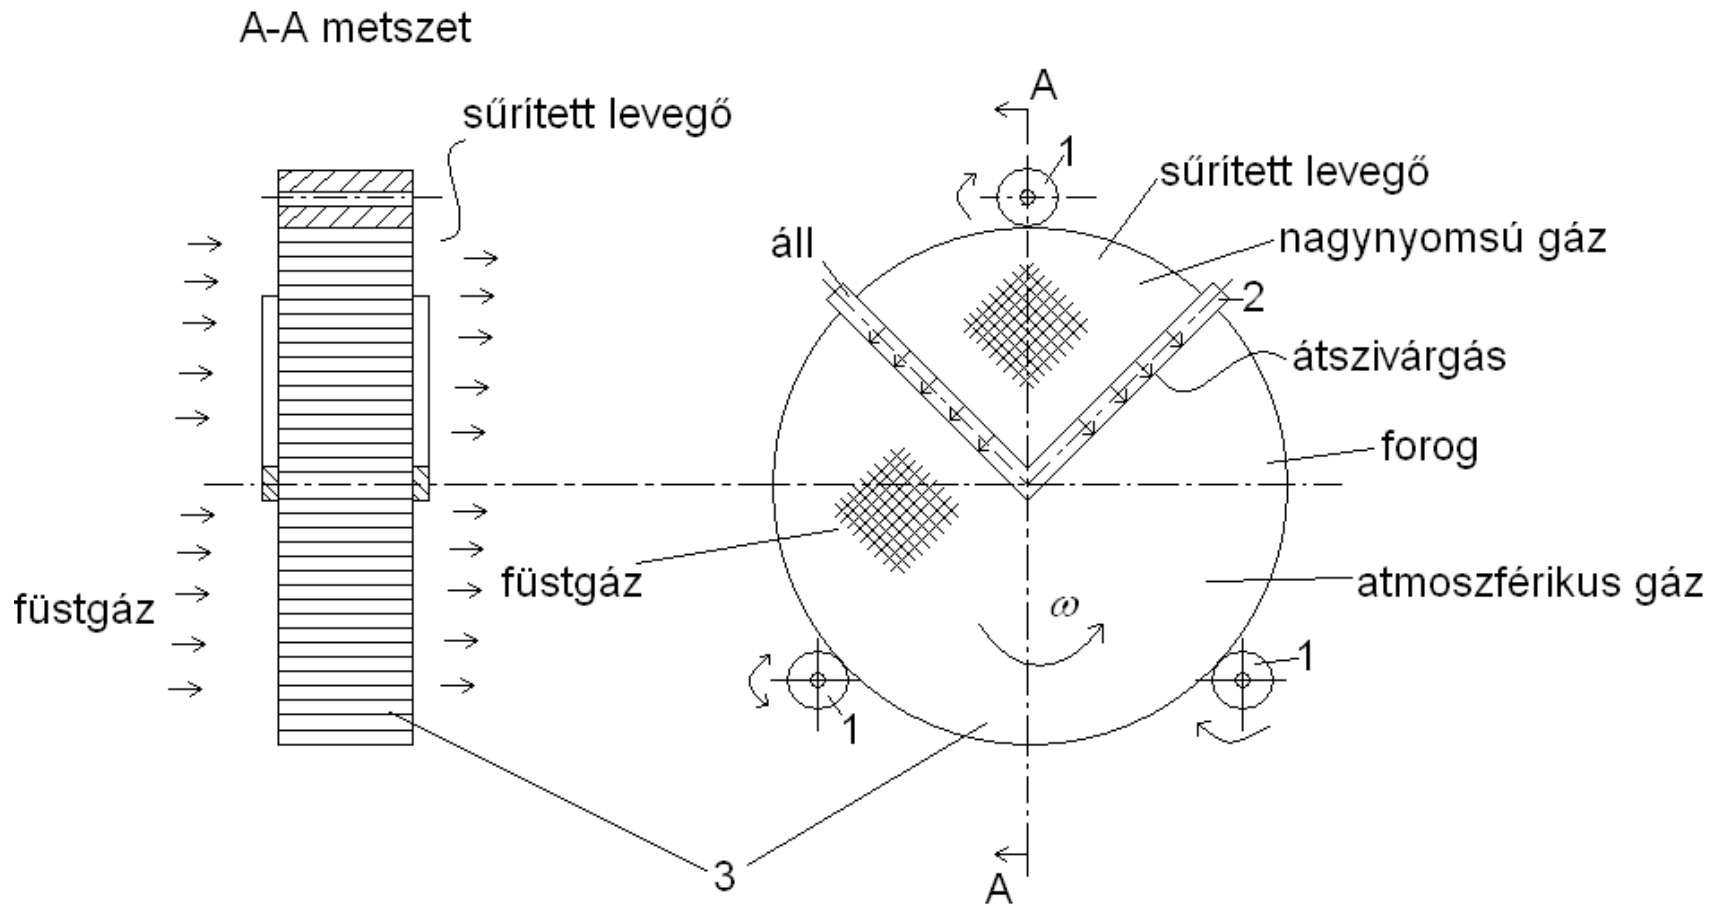 A-A metszet
sűrített levegő
füstgáz
A
1
sűrített levegő
nagynyomsú gáz
áll
2
átszivárgás
forog
füstgáz
ω
atmoszférikus gáz
1
1
3
A